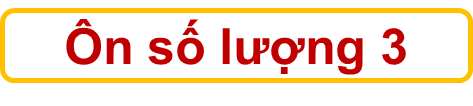 Ôn số lượng 3